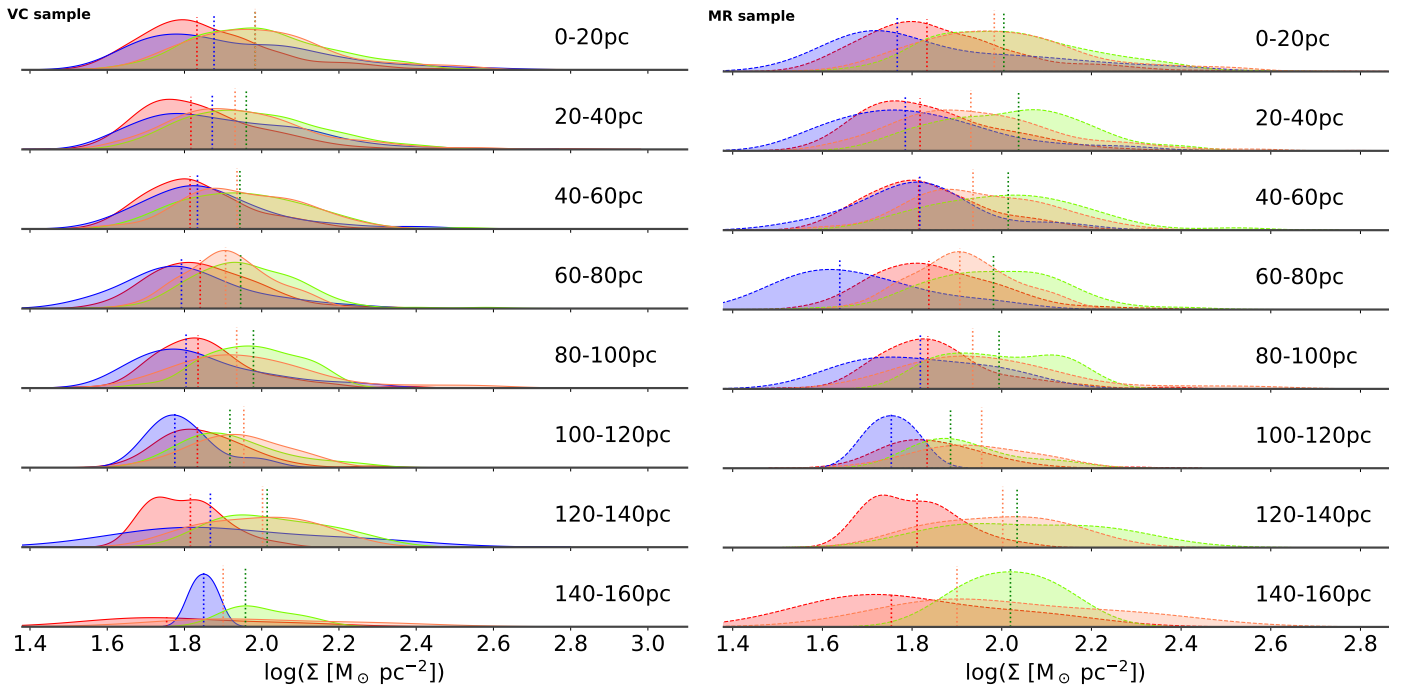 VC sample
0-20pc
20-40pc
40-60pc
60-80pc
80-100pc
100-120pc
120-140pc
140-160pc
1.4 1.6 1.8 2.0 2.2 2.4 2.6 2.8 3.0
log(Σ [M⊙ pc⁻²])
MR sample
0-20pc
20-40pc
40-60pc
60-80pc
80-100pc
100-120pc
120-140pc
140-160pc
1.4 1.6 1.8 2.0 2.2 2.4 2.6 2.8
log(Σ [M⊙ pc⁻²])